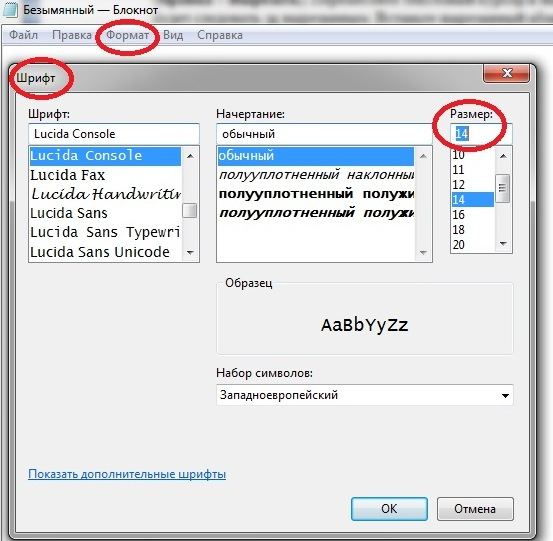 Безымянный — Блокнот
Файл Правка Формат Вид Справка
Шрифт
Шрифт: Начертание: Размер:
Lucida Console обычный 14
Lucida Console обычный 10
Lucida Fax полууплотненный наклонный 11
Lucida Handwritin 12
Lucida Sans полууплотненный полужи 14
Lucida Sans Typewri полууплотненный полужи 16
Lucida Sans Unicode 18
20
Образец
AaBbYyZz
Набор символов:
Западноевропейский
Показать дополнительные шрифты
OK Отмена